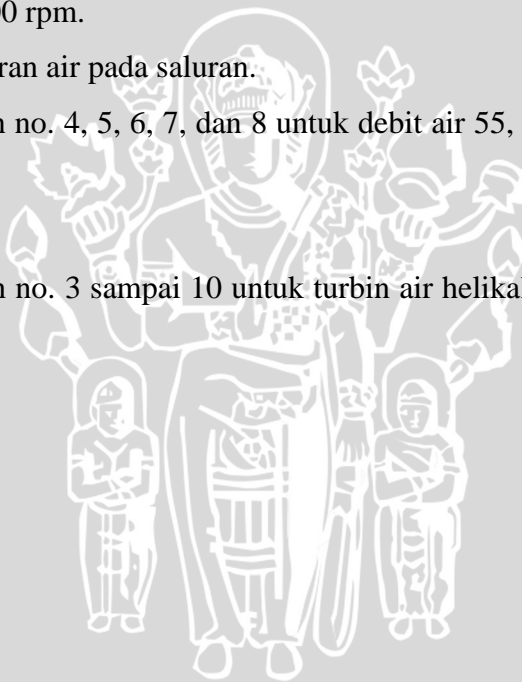 0 rpm.
ran air pada saluran.
n no. 4, 5, 6, 7, dan 8 untuk debit air 55,
n no. 3 sampai 10 untuk turbin air helikal